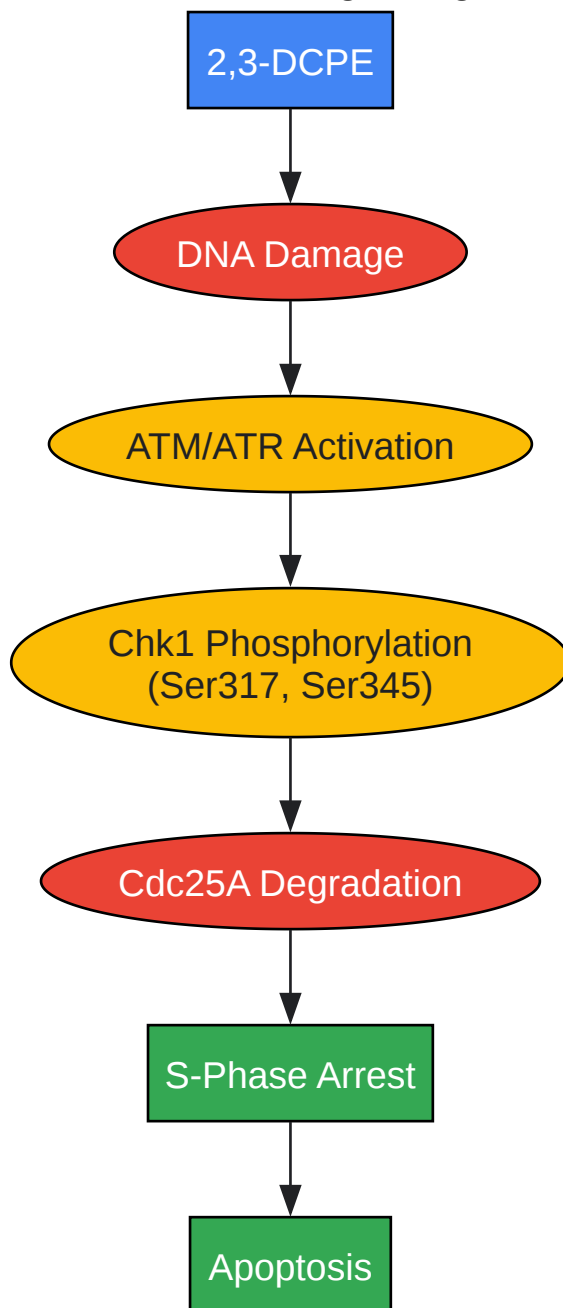 2,3-DCPE
DNA Damage
ATM/ATR Activation
Chk1 Phosphorylation
(Ser317, Ser345)
Cdc25A Degradation
S-Phase Arrest
Apoptosis